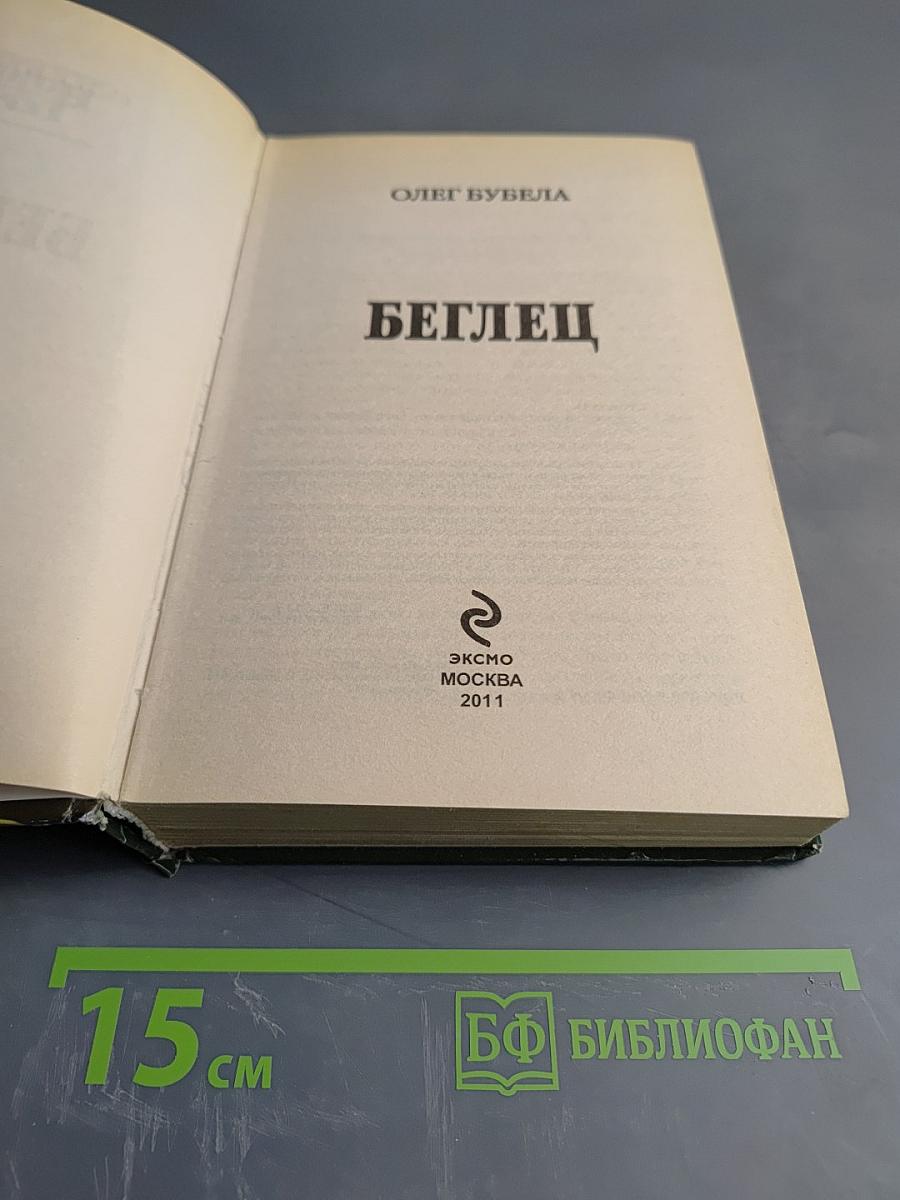 ОЛЕГ БУБЕЛА
БЕГЛЕЦ
ЭКСМО
МОСКВА
2011
15 см
БФ БИБЛИОФАН